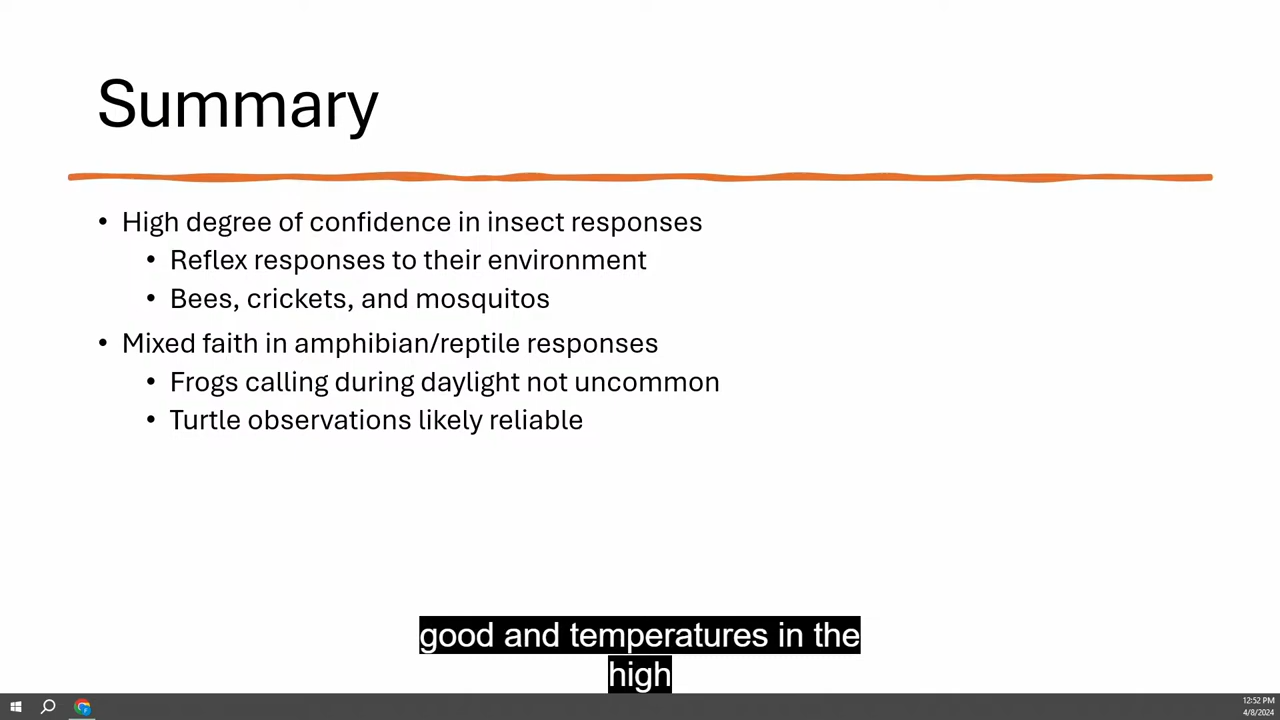 Summary
• High degree of confidence in insect responses
• Reflex responses to their environment
• Bees, crickets, and mosquitos
• Mixed faith in amphibian/reptile responses
• Frogs calling during daylight not uncommon
• Turtle observations likely reliable
good and temperatures in the
high
12:52 PM
4/8/2024